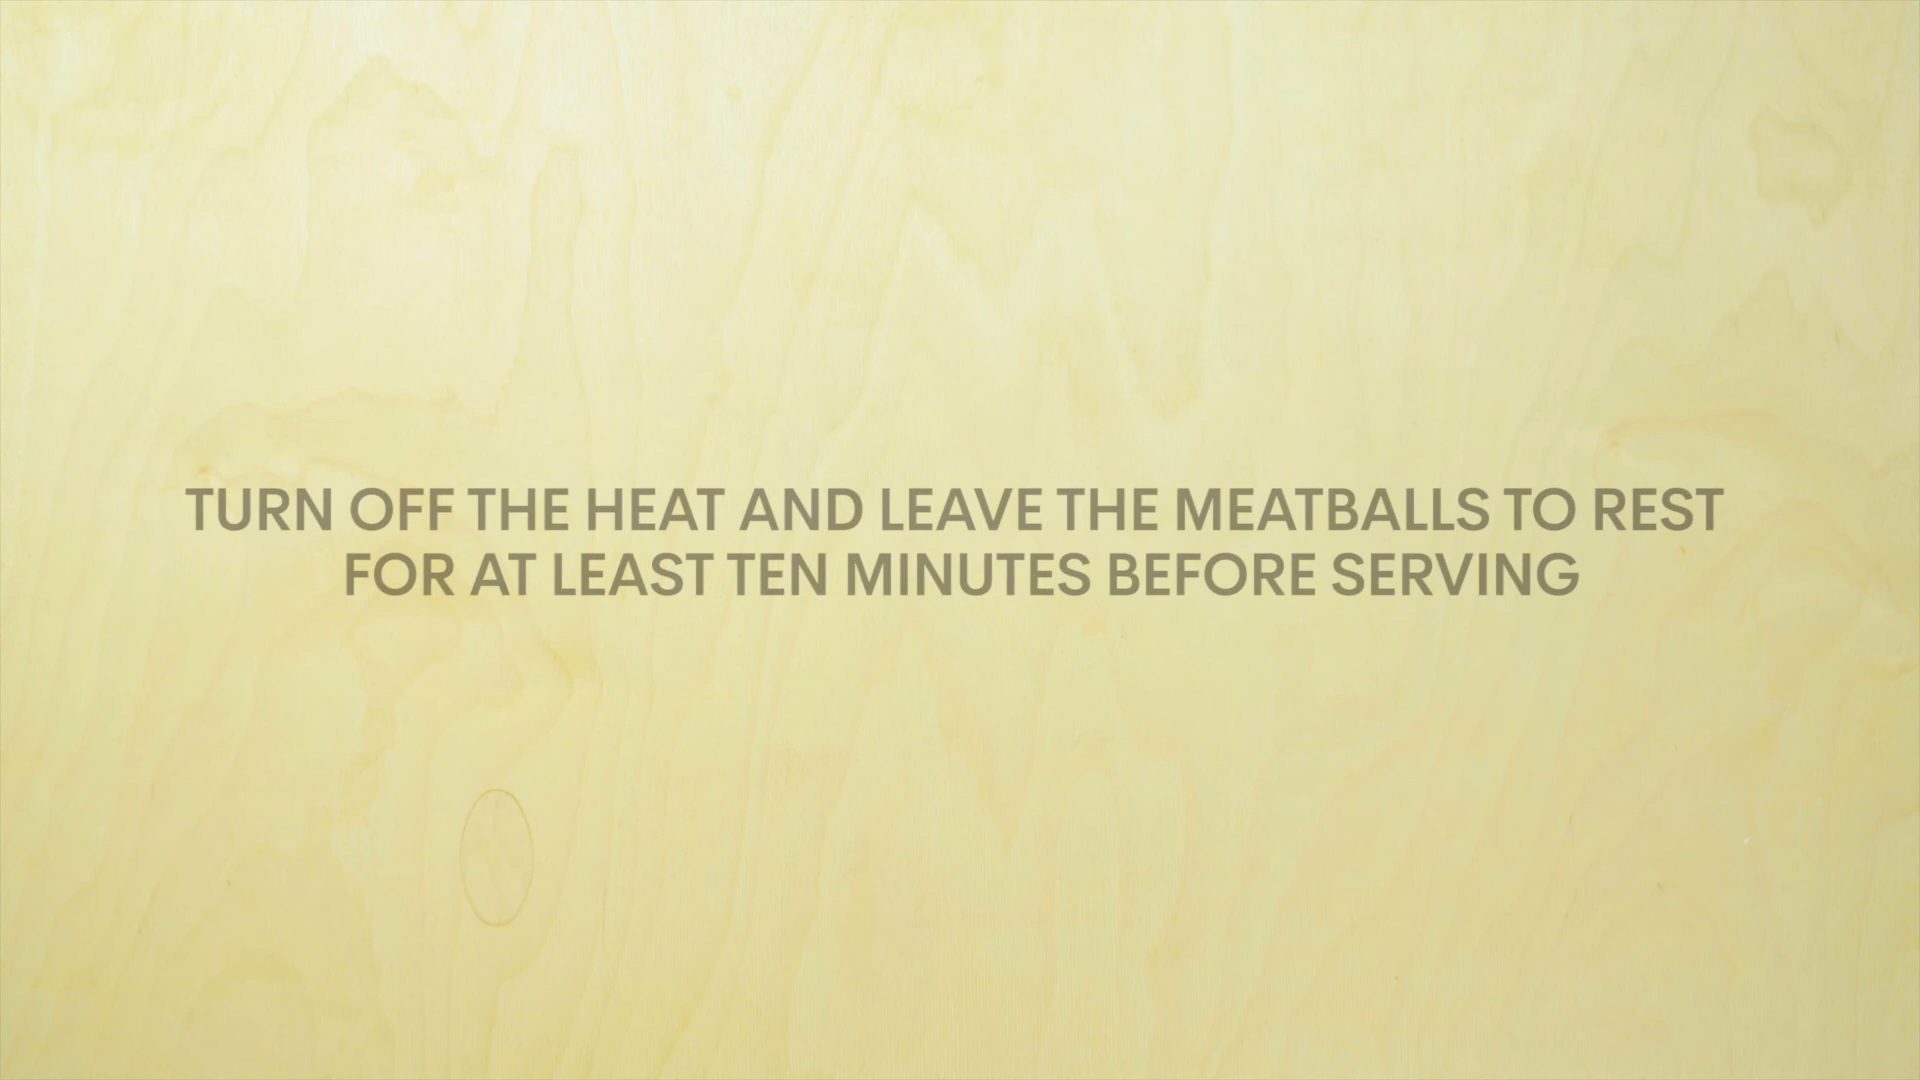 TURN OFF THE HEAT AND LEAVE THE MEATBALLS TO REST
FOR AT LEAST TEN MINUTES BEFORE SERVING